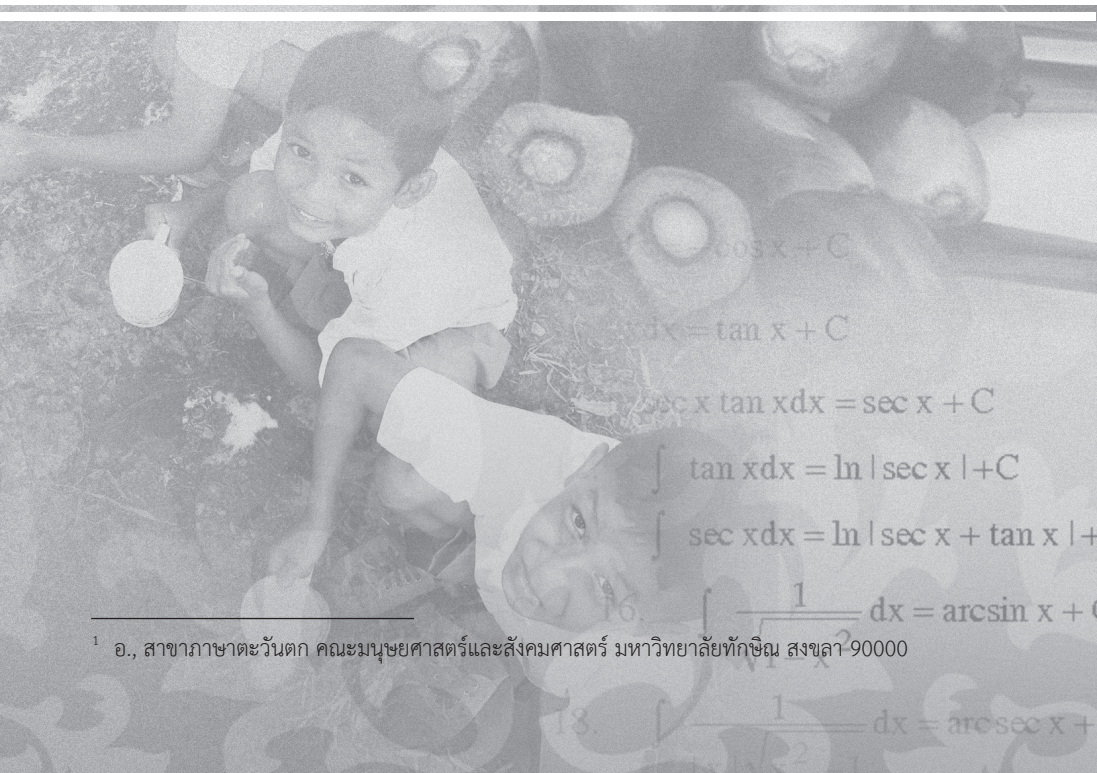 cos x + C
dx = tan x + C
sec x tan xdx = sec x + C
∫ tan xdx = ln | sec x | +C
∫ sec xdx = ln | sec x + tan x | +
16. ∫ 1/√1 − x² dx = arcsin x + C
¹ อ., สาขาภาษาตะวันตก คณะมนุษยศาสตร์และสังคมศาสตร์ มหาวิทยาลัยทักษิณ สงขลา 90000
18. ∫ 1 dx = arcsec x +